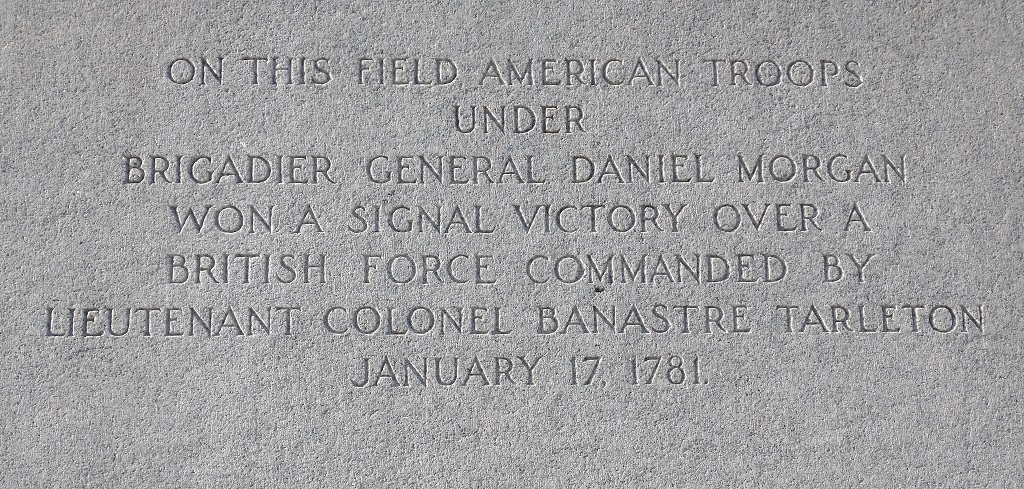 ON THIS FIELD AMERICAN TROOPS
UNDER
BRIGADIER GENERAL DANIEL MORGAN
WON A SIGNAL VICTORY OVER A
BRITISH FORCE COMMANDED BY
LIEUTENANT COLONEL BANASTRE TARLETON
JANUARY 17, 1781.